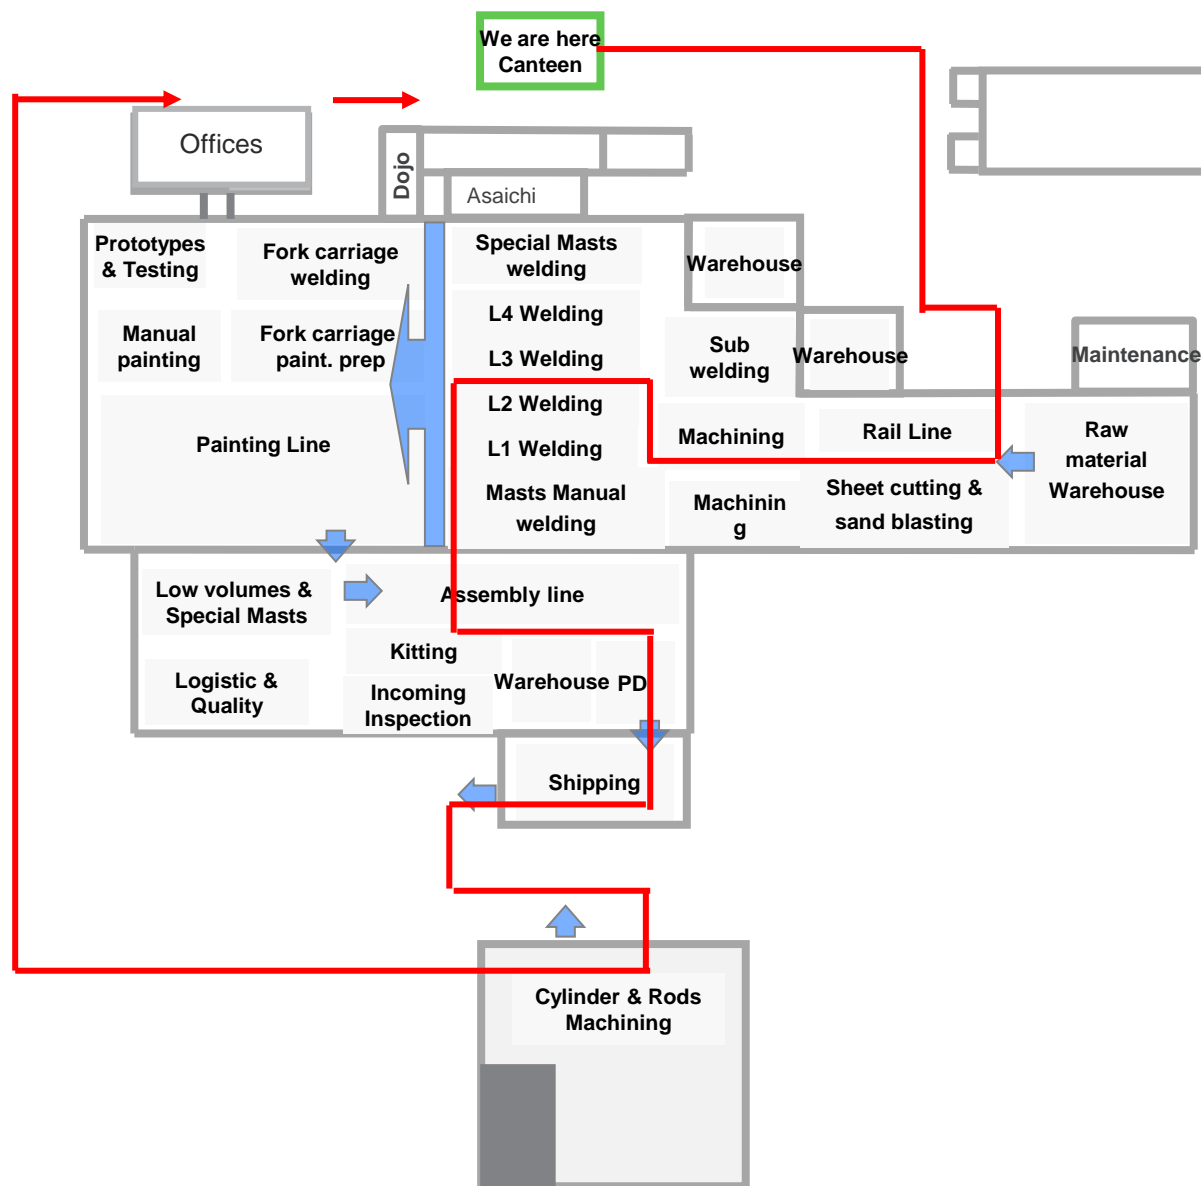 We are here
Canteen
Offices
Dojo
Asaichi
Prototypes
& Testing
Fork carriage
welding
Special Masts
welding
Warehouse
Manual
painting
Fork carriage
paint. prep
L4 Welding
L3 Welding
Sub
welding
Warehouse
Maintenance
Painting Line
L2 Welding
L1 Welding
Masts Manual
welding
Machining
Rail Line
Raw
material
Warehouse
Machinin
g
Sheet cutting &
sand blasting
Low volumes &
Special Masts
Assembly line
Kitting
Logistic &
Quality
Incoming
Inspection
Warehouse
PD
Shipping
Cylinder & Rods
Machining